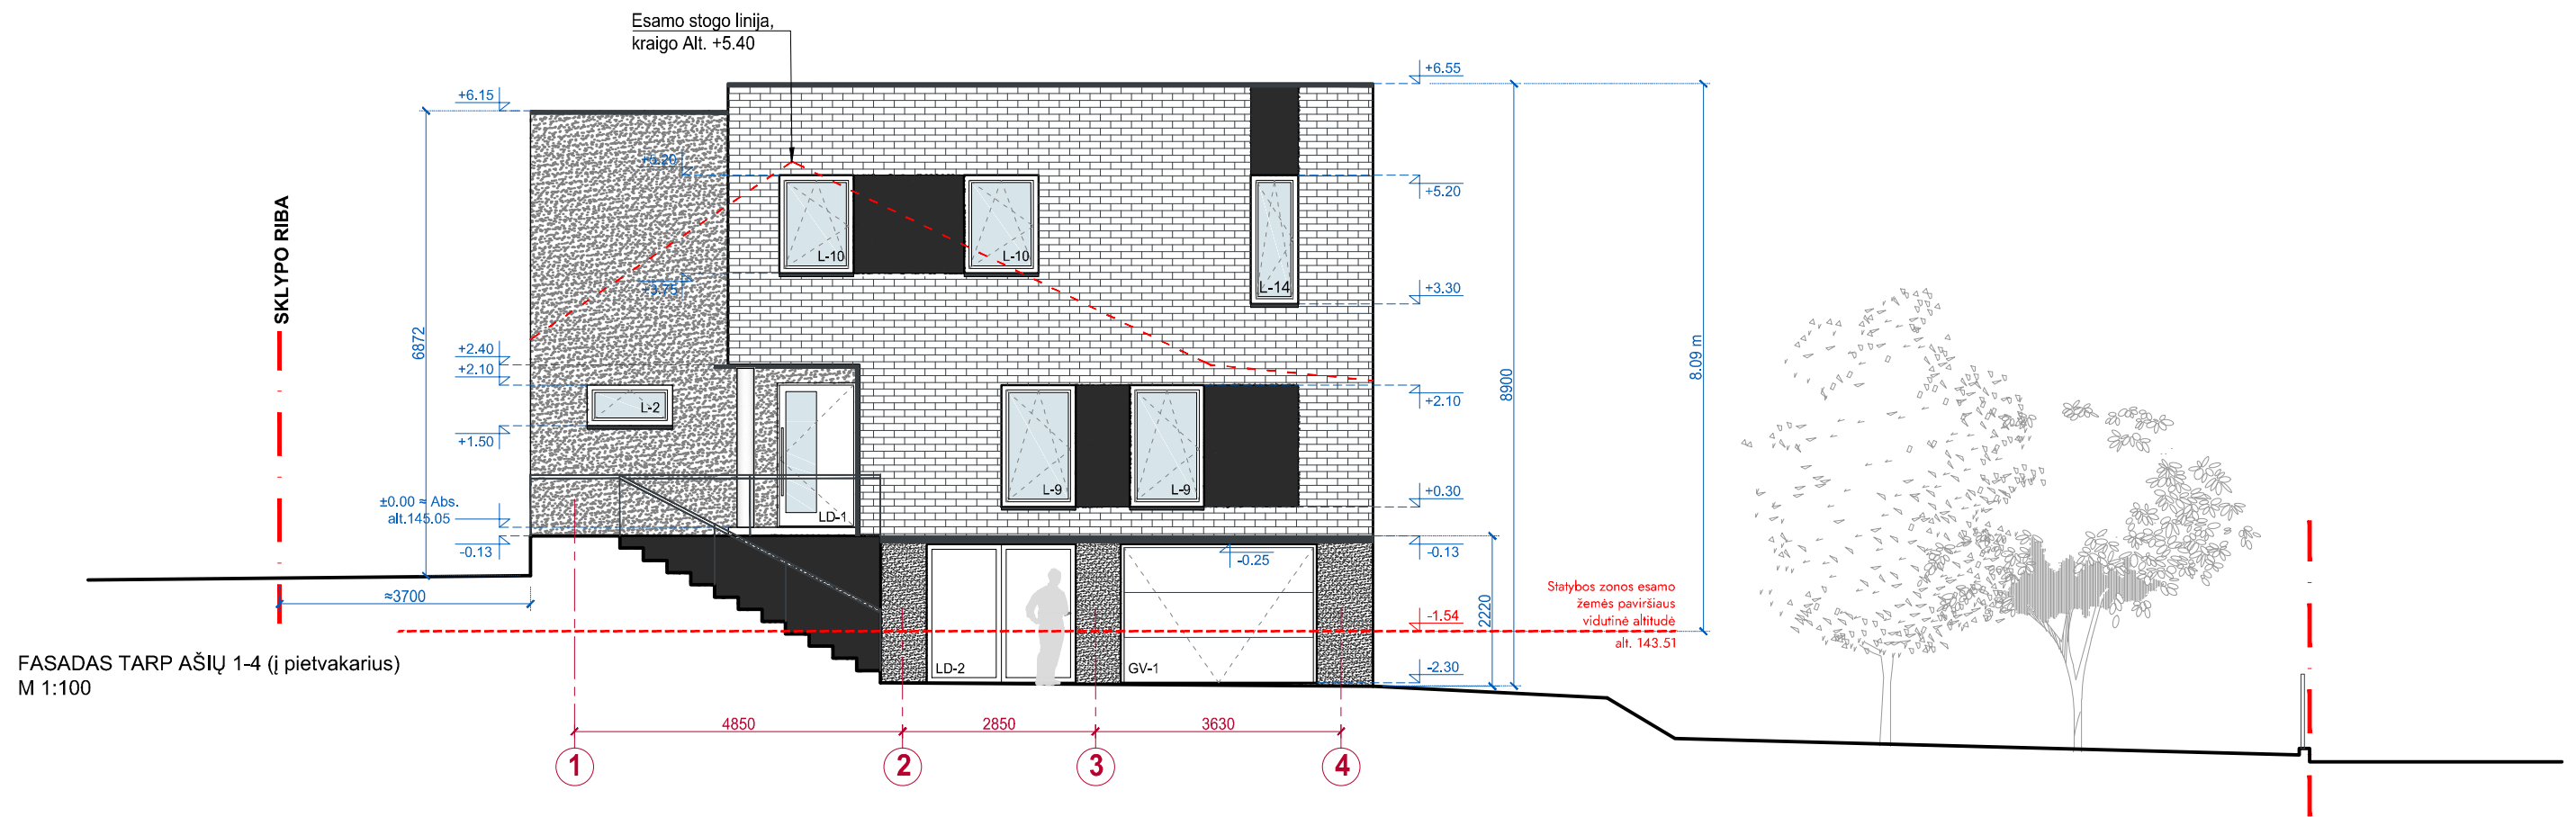 Esamo stogo linija,
kraigo Alt. +5.40
+6.55
+6.15
+5.20
+5.20
SKLYPO RIBA
L-10
L-10
L-14
+3.75
+3.30
6872
8.09 m
+2.40
+2.10
8900
+2.10
L-2
+1.50
L-9
L-9
+0.30
±0.00 = Abs.
alt.145.05
LD-1
-0.13
-0.13
-0.25
≈3700
Statybos zonos esamo
žemės paviršiaus
vidutinė altitudė
alt. 143.51
-1.54
2220
FASADAS TARP AŠIŲ 1-4 (į pietvakarius)
M 1:100
LD-2
GV-1
-2.30
4850
2850
3630
1
2
3
4